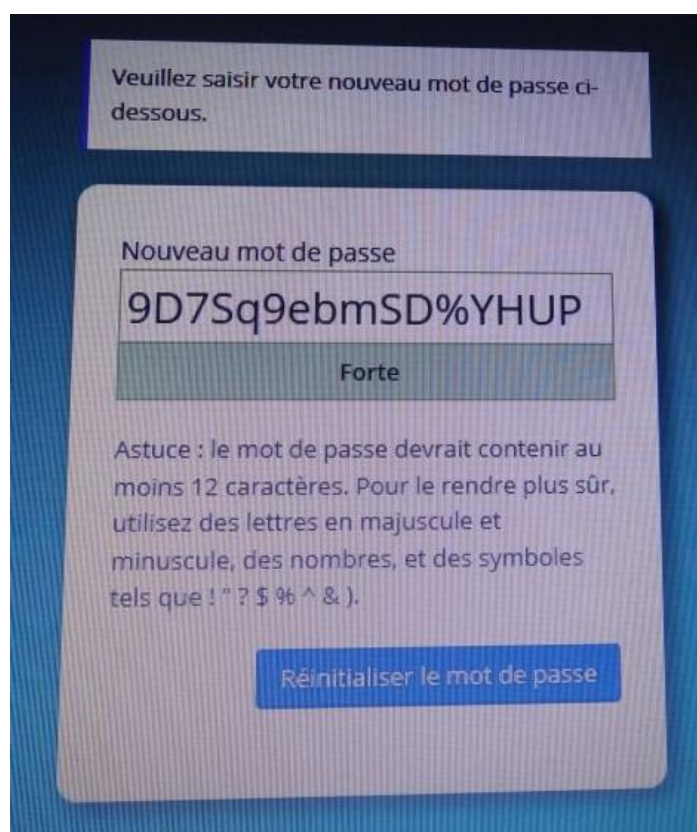 Veuillez saisir votre nouveau mot de passe ci-
dessous.
Nouveau mot de passe
9D7Sq9ebmSD%YHUP
Forte
Astuce : le mot de passe devrait contenir au
moins 12 caractères. Pour le rendre plus sûr,
utilisez des lettres en majuscule et
minuscule, des nombres, et des symboles
tels que ! " ? $ % ^ & ).
Réinitialiser le mot de passe